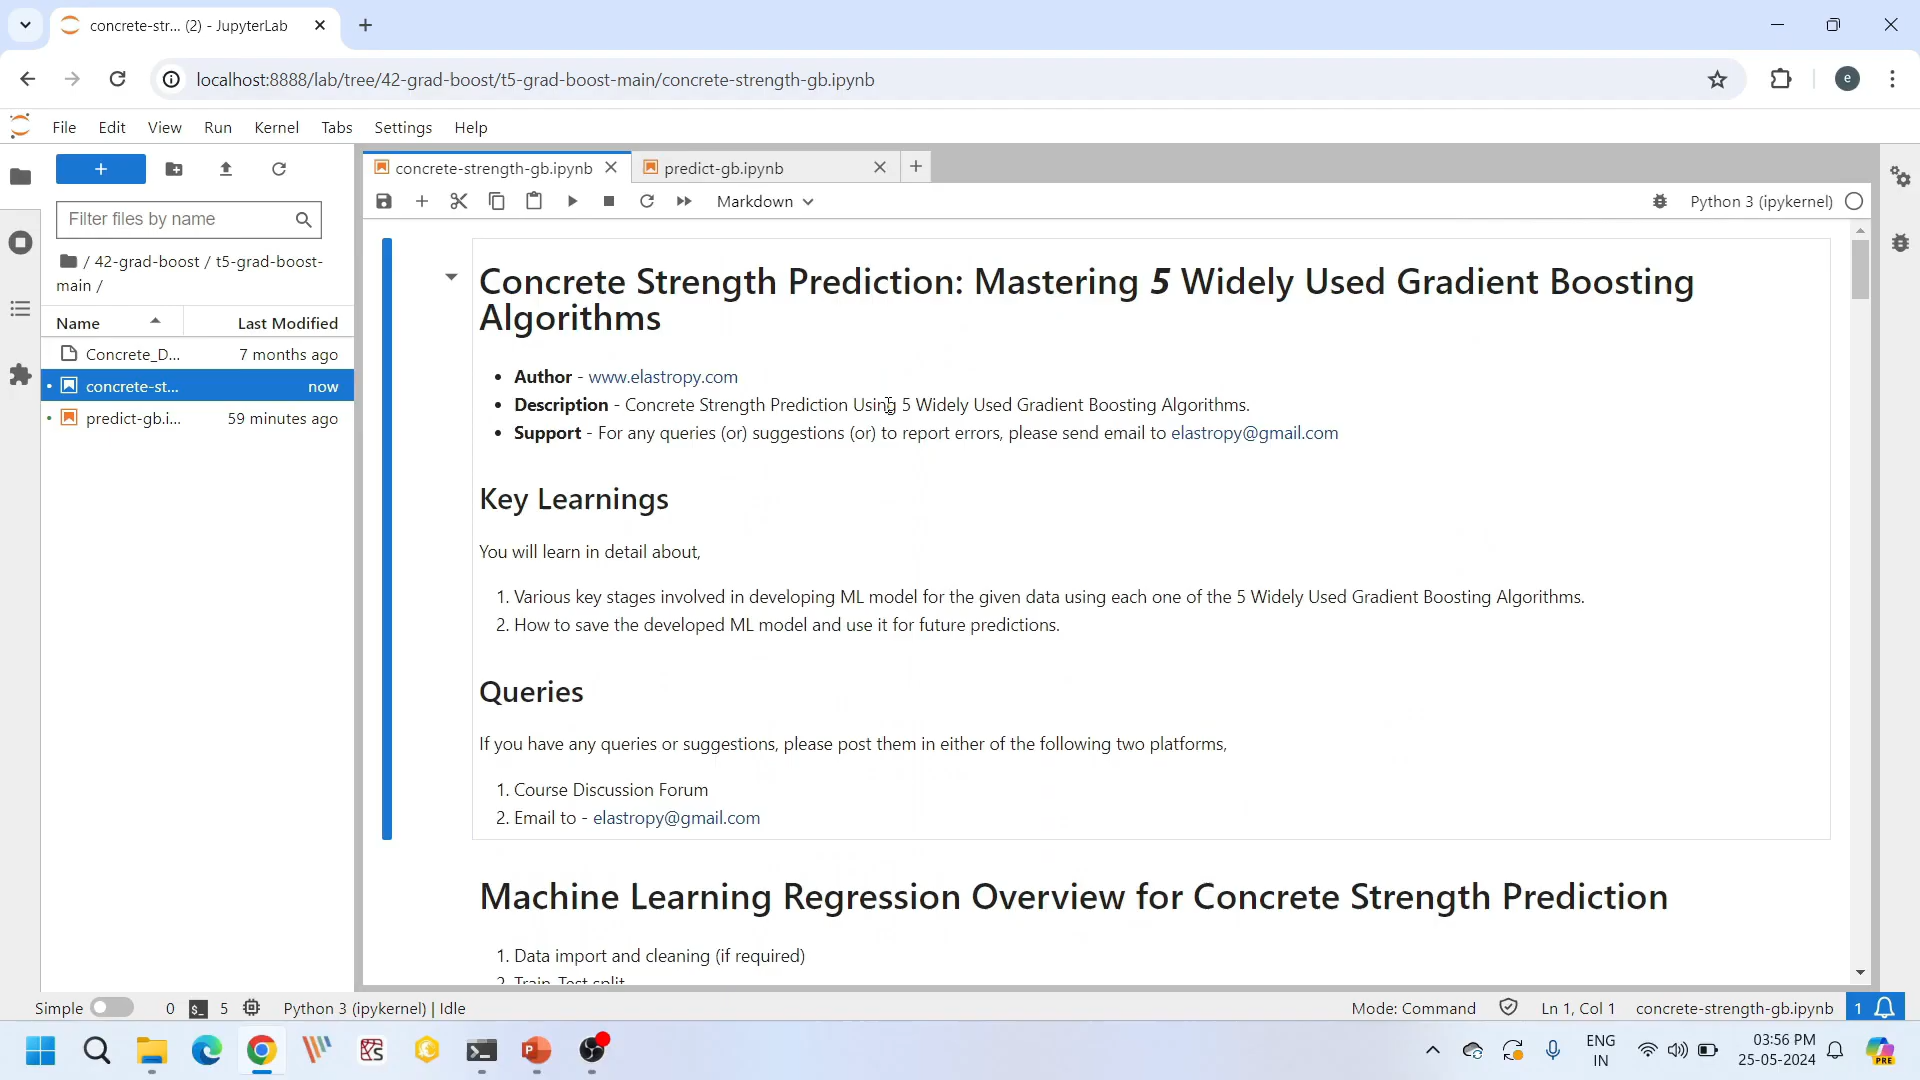 concrete-str... (2) - JupyterLab
localhost:8888/lab/tree/42-grad-boost/t5-grad-boost-main/concrete-strength-gb.ipynb
e
File Edit View Run Kernel Tabs Settings Help
concrete-strength-gb.ipynb
predict-gb.ipynb
Markdown
Python 3 (ipykernel)
Filter files by name
/ 42-grad-boost / t5-grad-boost-
main /
Name Last Modified
Concrete_D... 7 months ago
concrete-st... now
predict-gb.i... 59 minutes ago
Concrete Strength Prediction: Mastering 5 Widely Used Gradient Boosting
Algorithms
• Author - www.elastropy.com
• Description - Concrete Strength Prediction Using 5 Widely Used Gradient Boosting Algorithms.
• Support - For any queries (or) suggestions (or) to report errors, please send email to elastropy@gmail.com
Key Learnings
You will learn in detail about,
1. Various key stages involved in developing ML model for the given data using each one of the 5 Widely Used Gradient Boosting Algorithms.
2. How to save the developed ML model and use it for future predictions.
Queries
If you have any queries or suggestions, please post them in either of the following two platforms,
1. Course Discussion Forum
2. Email to - elastropy@gmail.com
Machine Learning Regression Overview for Concrete Strength Prediction
1. Data import and cleaning (if required)
2. Train-Test split
Simple 0 $_ 5 Python 3 (ipykernel) | Idle
Mode: Command Ln 1, Col 1 concrete-strength-gb.ipynb 1
ENG
IN
03:56 PM
25-05-2024
PRE